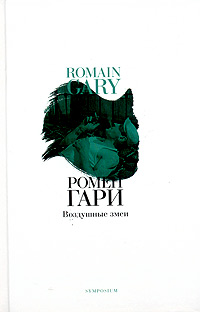 ROMAIN
GARY
РОМЕН
ГАРИ
Воздушные змеи
SYMPOSIUM